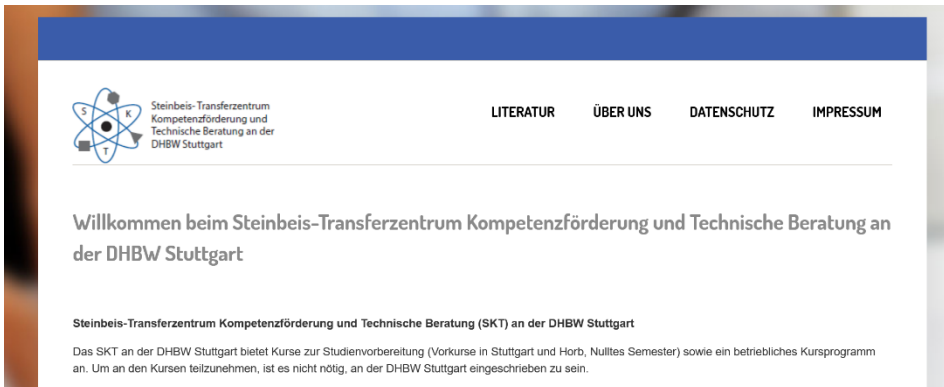 S
K
T
Steinbeis-Transferzentrum
Kompetenzförderung und
Technische Beratung an der
DHBW Stuttgart
LITERATUR ÜBER UNS DATENSCHUTZ IMPRESSUM
Willkommen beim Steinbeis-Transferzentrum Kompetenzförderung und Technische Beratung an
der DHBW Stuttgart
Steinbeis-Transferzentrum Kompetenzförderung und Technische Beratung (SKT) an der DHBW Stuttgart
Das SKT an der DHBW Stuttgart bietet Kurse zur Studienvorbereitung (Vorkurse in Stuttgart und Horb, Nulltes Semester) sowie ein betriebliches Kursprogramm
an. Um an den Kursen teilzunehmen, ist es nicht nötig, an der DHBW Stuttgart eingeschrieben zu sein.